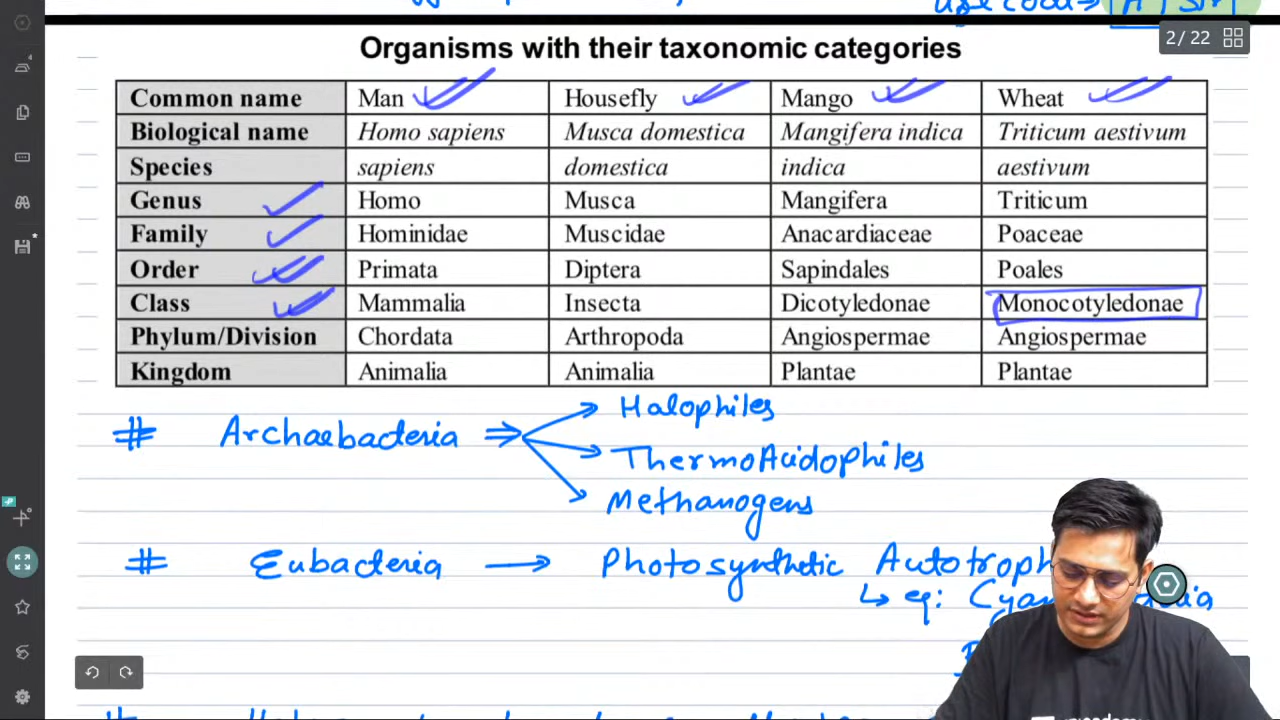 2/22
Organisms with their taxonomic categories
Common name Man Housefly Mango Wheat
Biological name Homo sapiens Musca domestica Mangifera indica Triticum aestivum
Species sapiens domestica indica aestivum
Genus Homo Musca Mangifera Triticum
Family Hominidae Muscidae Anacardiaceae Poaceae
Order Primata Diptera Sapindales Poales
Class Mammalia Insecta Dicotyledonae Monocotyledonae
Phylum/Division Chordata Arthropoda Angiospermae Angiospermae
Kingdom Animalia Animalia Plantae Plantae
Halophiles
# Archaebacteria ⇒
ThermoAcidophiles
Methanogens
# Eubacteria → Photosynthetic Autotroph
↳ eg: